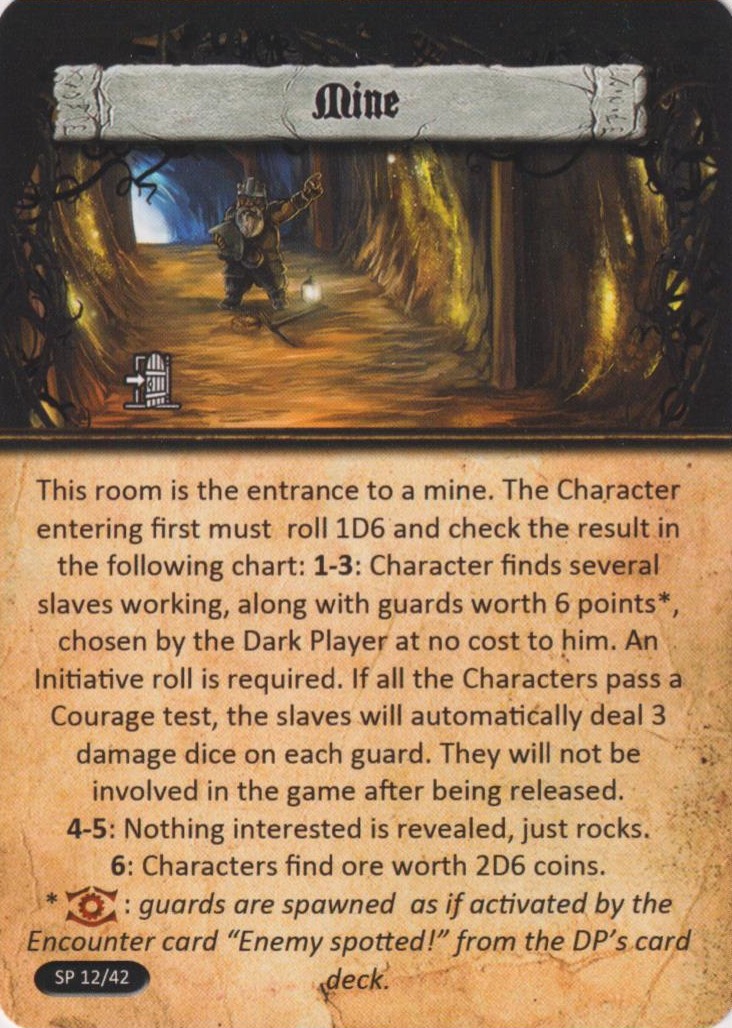 Mine
This room is the entrance to a mine. The Character
entering first must roll 1D6 and check the result in
the following chart: 1-3: Character finds several
slaves working, along with guards worth 6 points*,
chosen by the Dark Player at no cost to him. An
Initiative roll is required. If all the Characters pass a
Courage test, the slaves will automatically deal 3
damage dice on each guard. They will not be
involved in the game after being released.
4-5: Nothing interested is revealed, just rocks.
6: Characters find ore worth 2D6 coins.
* : guards are spawned as if activated by the
Encounter card “Enemy spotted!” from the DP’s card
deck.
SP 12/42